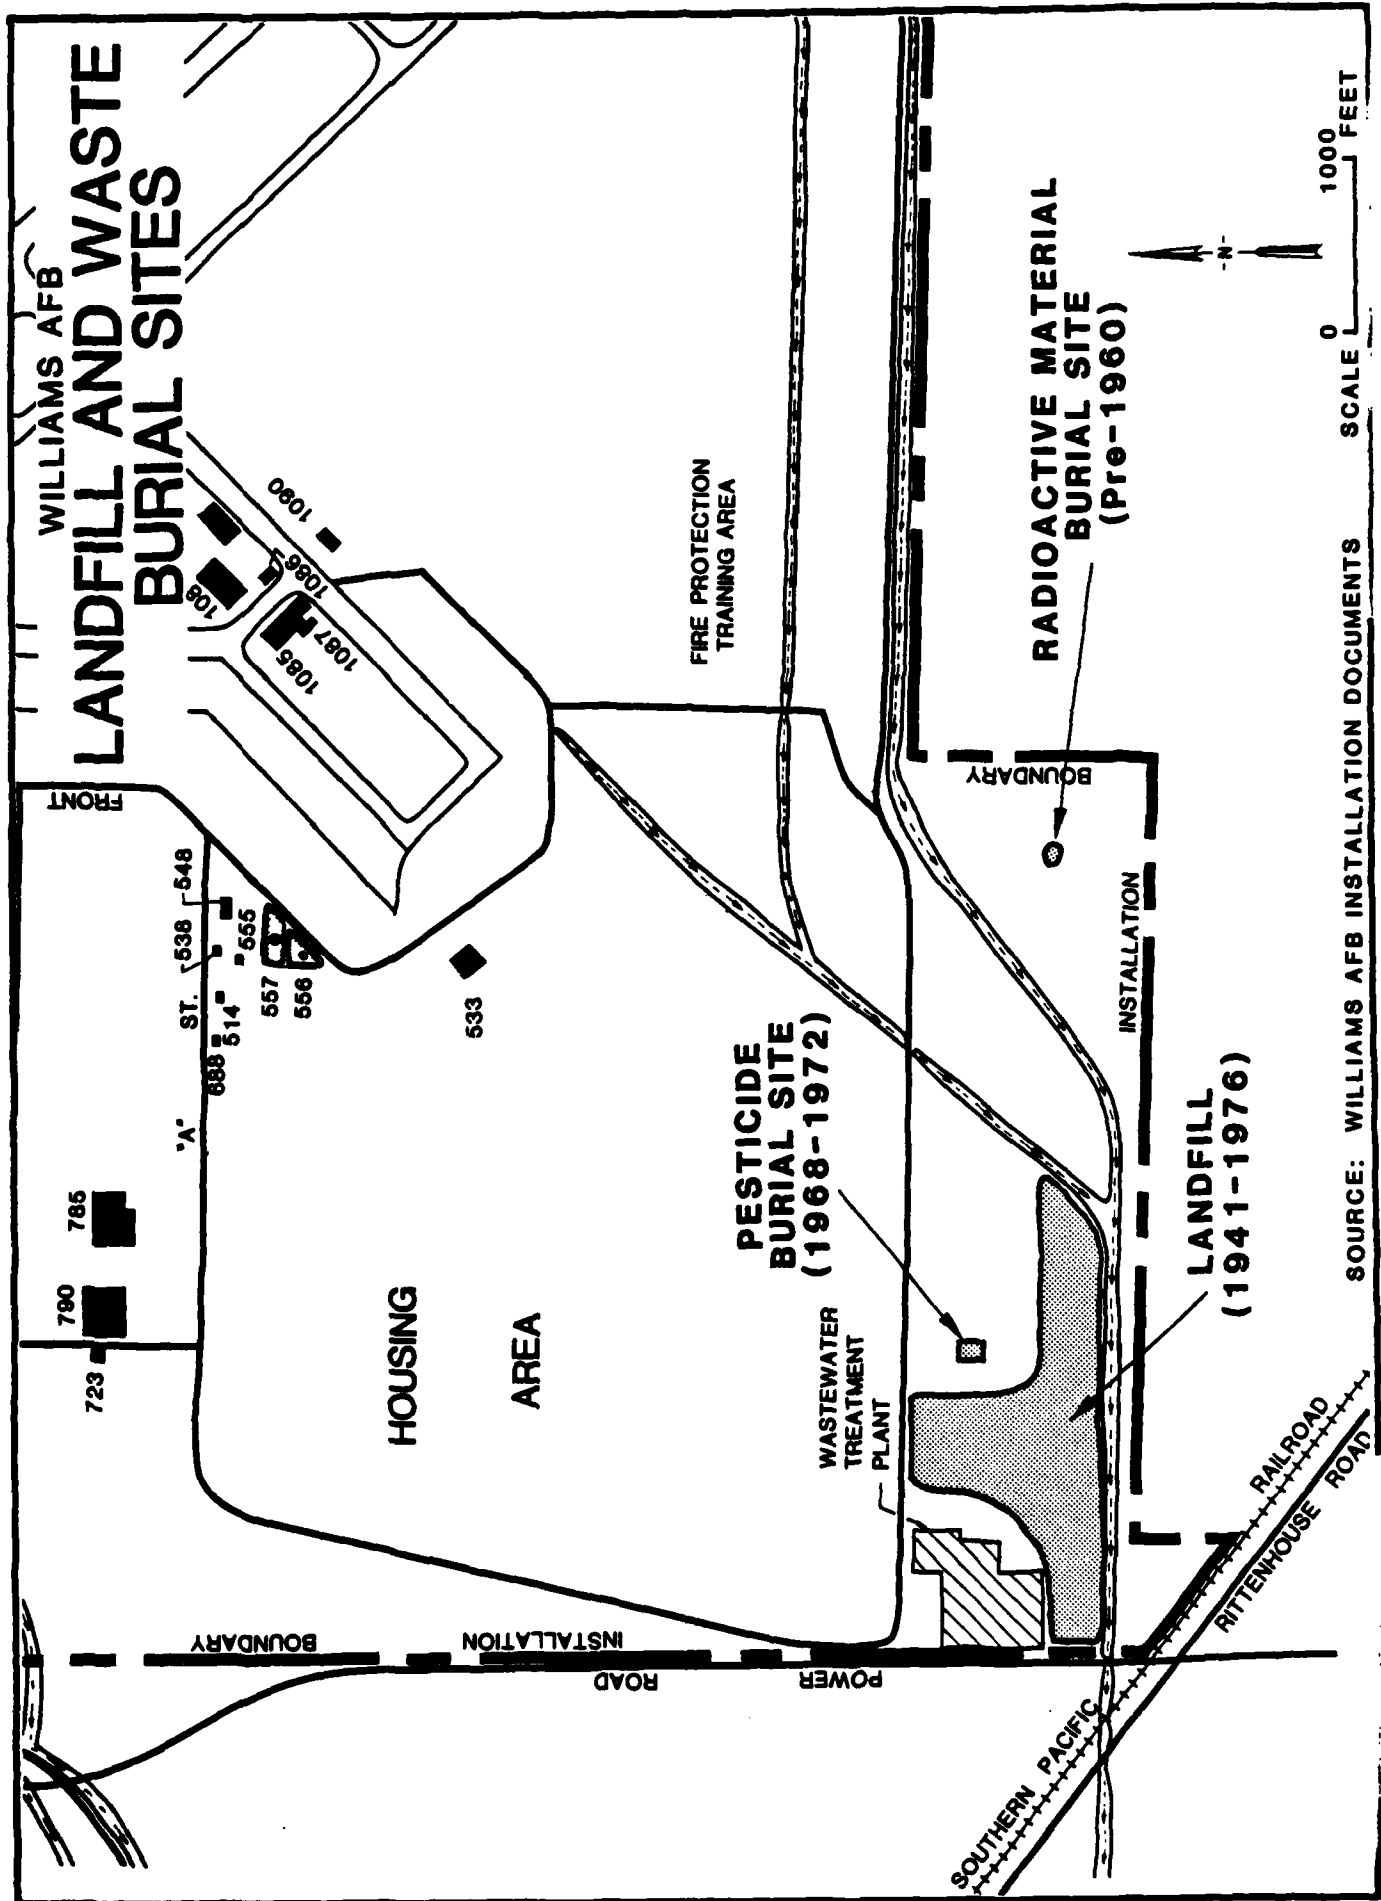 WILLIAMS AFB
LANDFILL AND WASTE
BURIAL SITES
FRONT
723
790
785
"A"
ST.
538
548
688
514
555
557
556
533
108
1086
1090
1085
1087
HOUSING
AREA
FIRE PROTECTION
TRAINING AREA
BOUNDARY
INSTALLATION
ROAD
POWER
WASTEWATER
TREATMENT
PLANT
PESTICIDE
BURIAL SITE
(1968-1972)
RADIOACTIVE MATERIAL
BURIAL SITE
(Pre-1960)
BOUNDARY
INSTALLATION
LANDFILL
(1941-1976)
SOUTHERN PACIFIC RAILROAD
RITTENHOUSE ROAD
-N-
0 1000
SCALE FEET
SOURCE: WILLIAMS AFB INSTALLATION DOCUMENTS